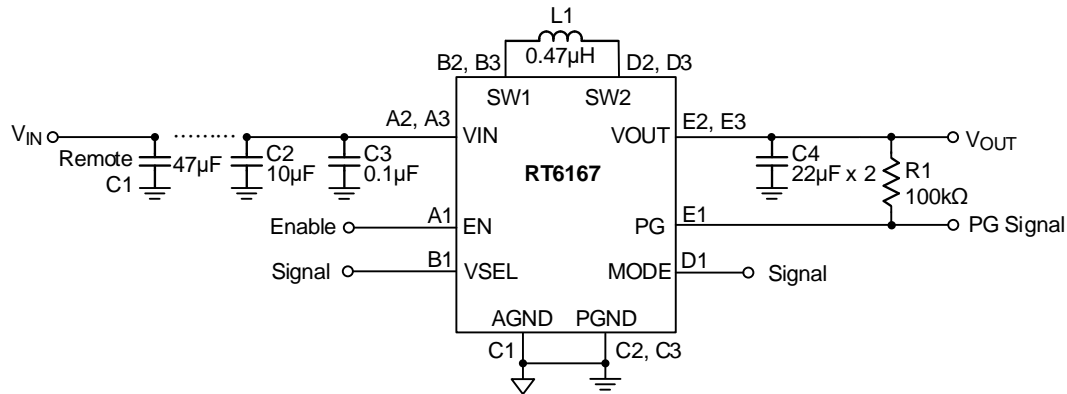 L1
0.47µH
B2, B3
D2, D3
SW1
SW2
A2, A3
VIN
VOUT
E2, E3
VIN
VOUT
Remote
C1
47µF
C2
10µF
C3
0.1µF
RT6167
C4
22µF x 2
R1
100kΩ
Enable
A1
EN
PG
E1
PG Signal
Signal
B1
VSEL
MODE
D1
Signal
AGND
PGND
C1
C2, C3